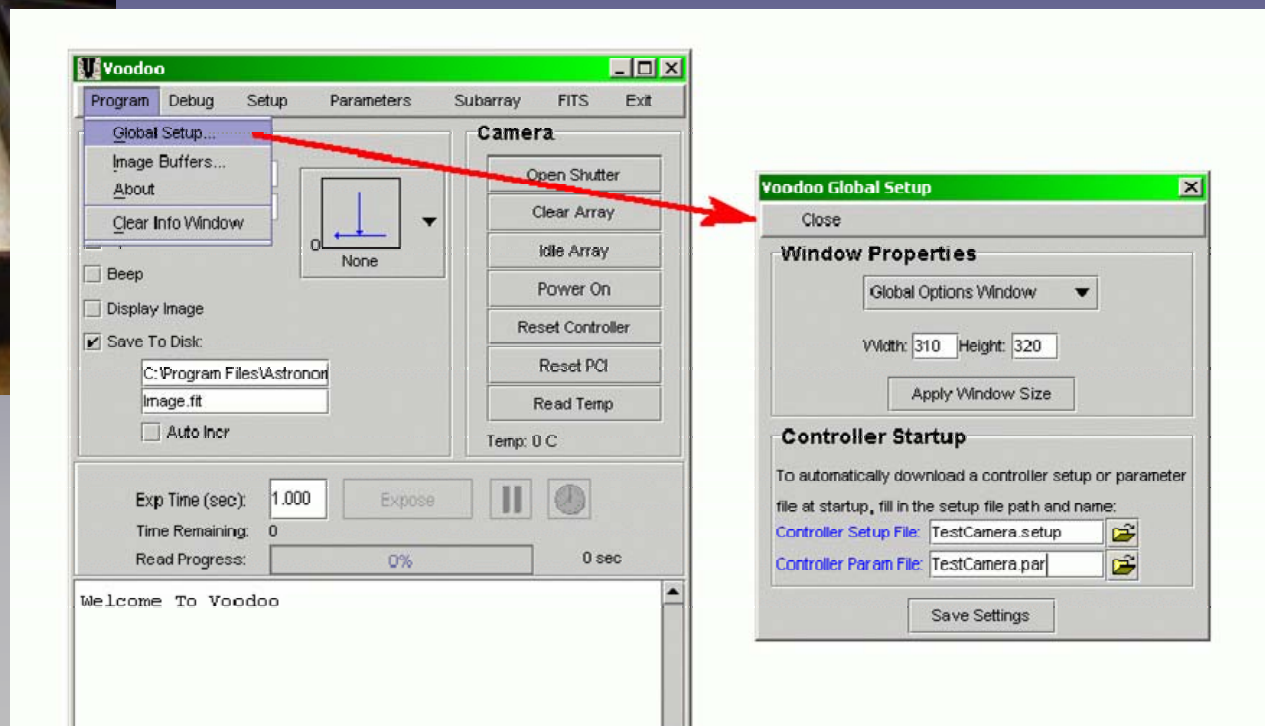 Voodoo
Program Debug Setup Parameters Subarray FITS Exit
Global Setup...
Image Buffers...
About
Clear Info Window
0
None
Beep
Display Image
Save To Disk:
C:\Program Files\Astronom
Image.fit
Auto Incr
Camera
Open Shutter
Clear Array
Idle Array
Power On
Reset Controller
Reset PCI
Read Temp
Temp: 0 C
Exp Time (sec): 1.000 Expose
Time Remaining: 0
Read Progress: 0% 0 sec
Welcome To Voodoo
Voodoo Global Setup
Close
Window Properties
Global Options Window
Width: 310 Height: 320
Apply Window Size
Controller Startup
To automatically download a controller setup or parameter
file at startup, fill in the setup file path and name:
Controller Setup File: TestCamera.setup
Controller Param File: TestCamera.par
Save Settings